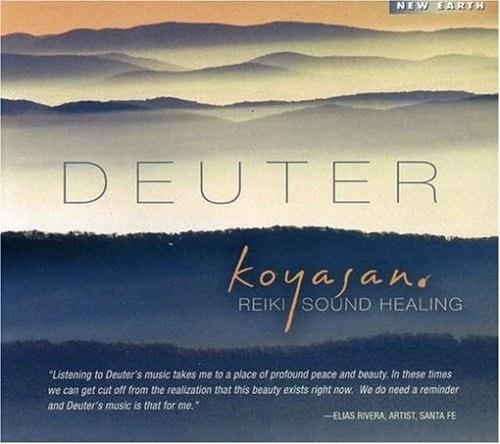 NEW EARTH
DEUTER
koyasan
REIKI SOUND HEALING
"Listening to Deuter's music takes me to a place of profound peace and beauty. In these times
we can get cut off from the realization that this beauty exists right now. We do need a reminder
and Deuter's music is that for me."
—ELIAS RIVERA, ARTIST, SANTA FE